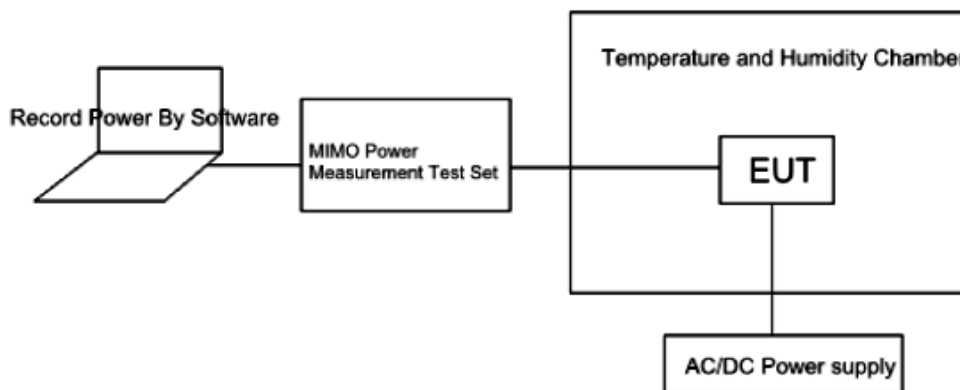 Temperature and Humidity Chamber
Record Power By Software
MIMO Power
Measurement Test Set
EUT
AC/DC Power supply